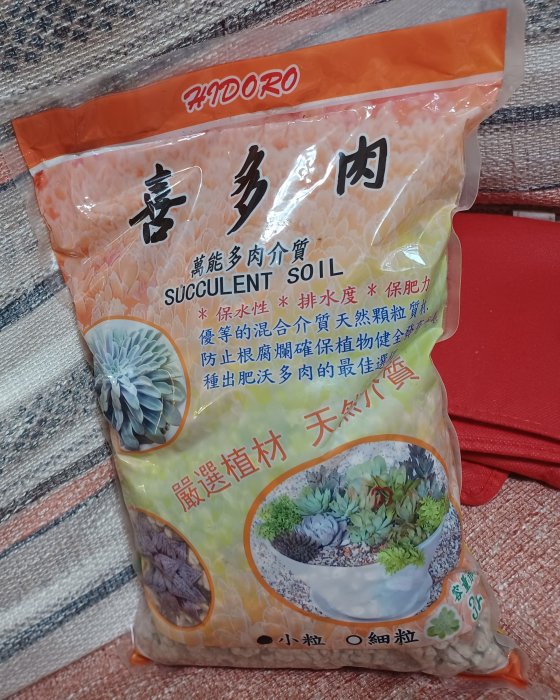 HIDORO
喜多肉
萬能多肉介質
SUCCULENT SOIL
* 保水性 * 排水度 * 保肥力
優等的混合介質天然顆粒質材
防止根腐爛確保植物健全
種出肥沃多肉的最佳選
嚴選植材 天然介質
容量
3L
●小粒 ○細粒